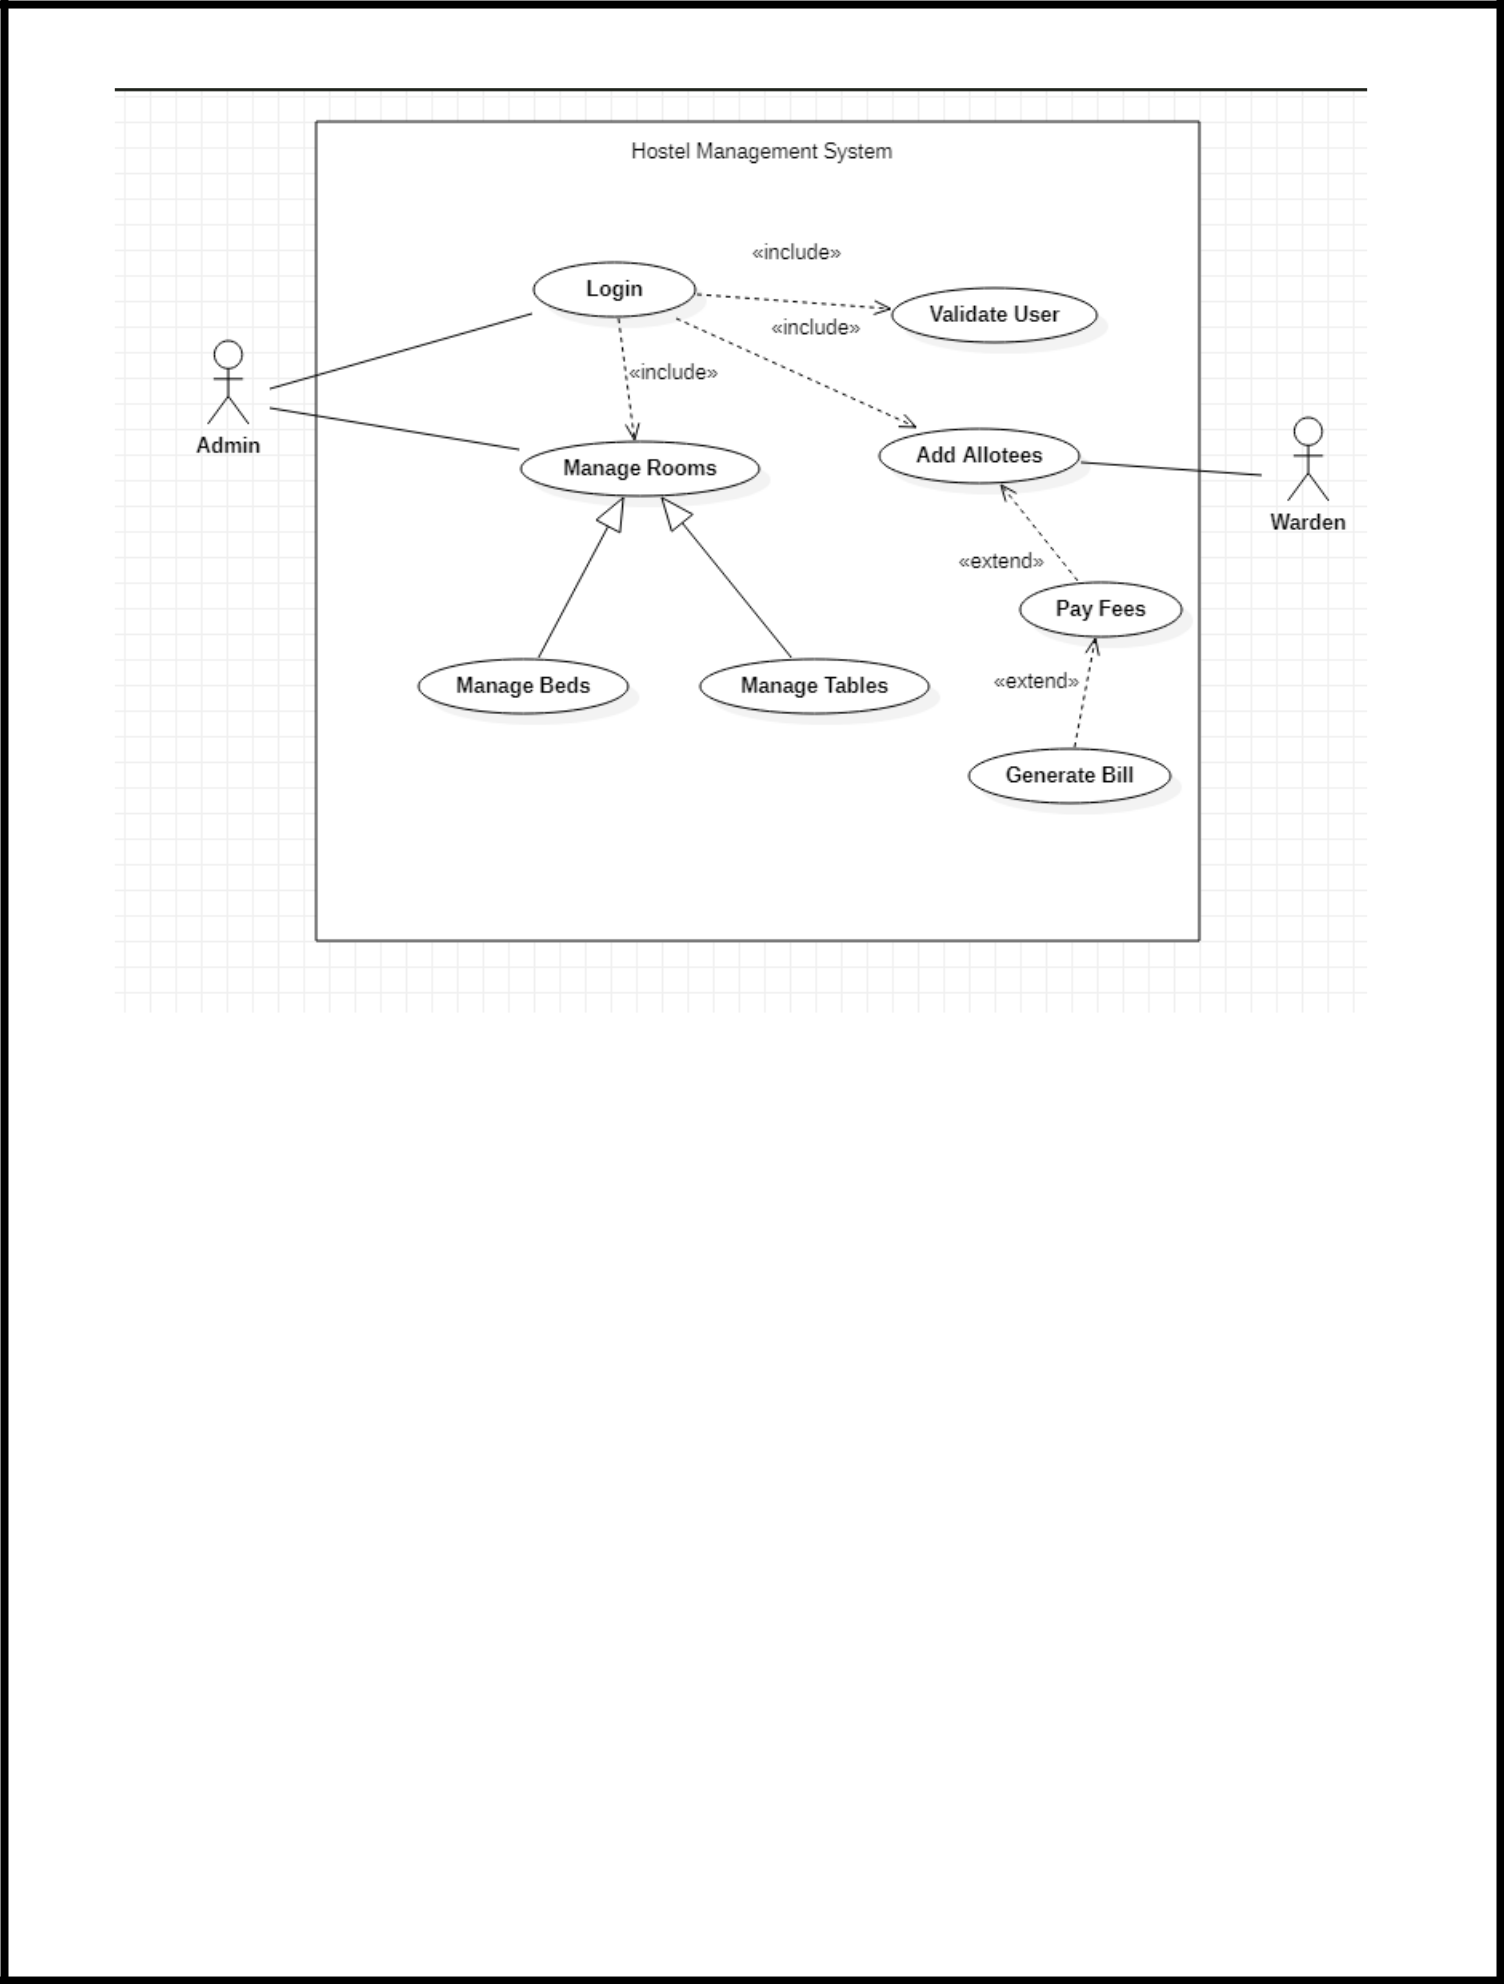 Hostel Management System
«include»
Login
Validate User
«include»
«include»
Admin
Manage Rooms
Add Allotees
Warden
«extend»
Pay Fees
«extend»
Manage Beds
Manage Tables
Generate Bill